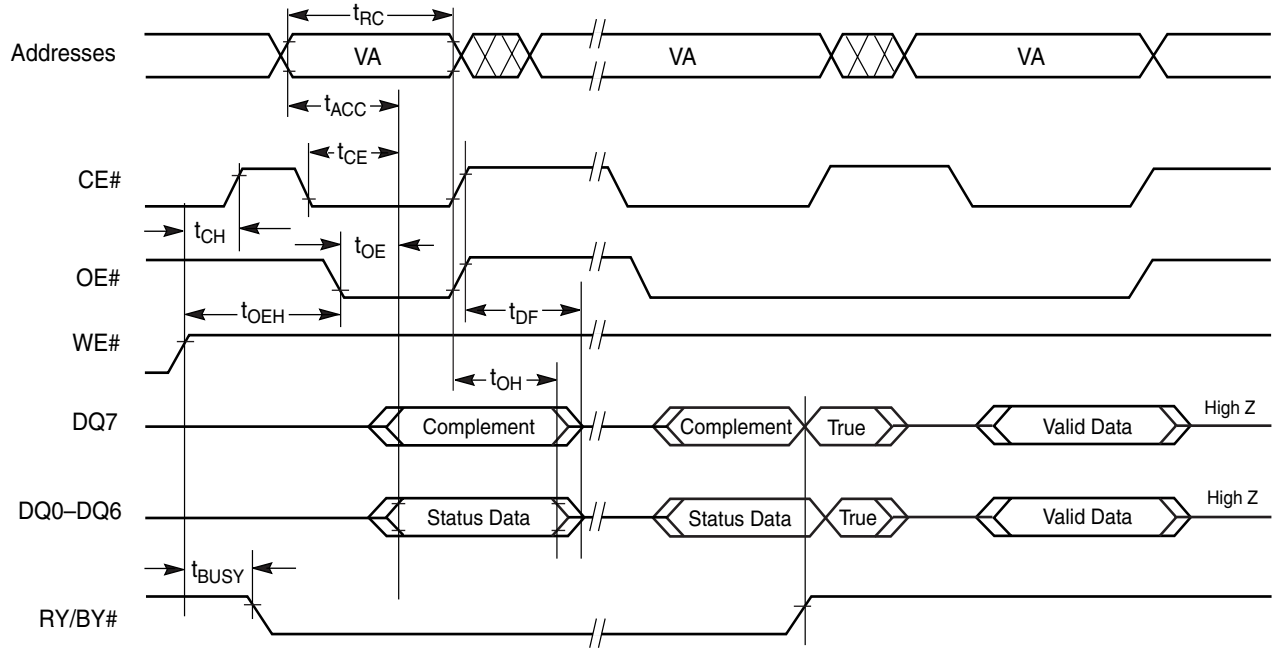 tRC
Addresses VA VA VA
tACC
tCE
CE#
tCH
tOE
OE#
tOEH tDF
WE#
tOH
DQ7 Complement Complement True Valid Data High Z
DQ0–DQ6 Status Data Status Data True Valid Data High Z
tBUSY
RY/BY#